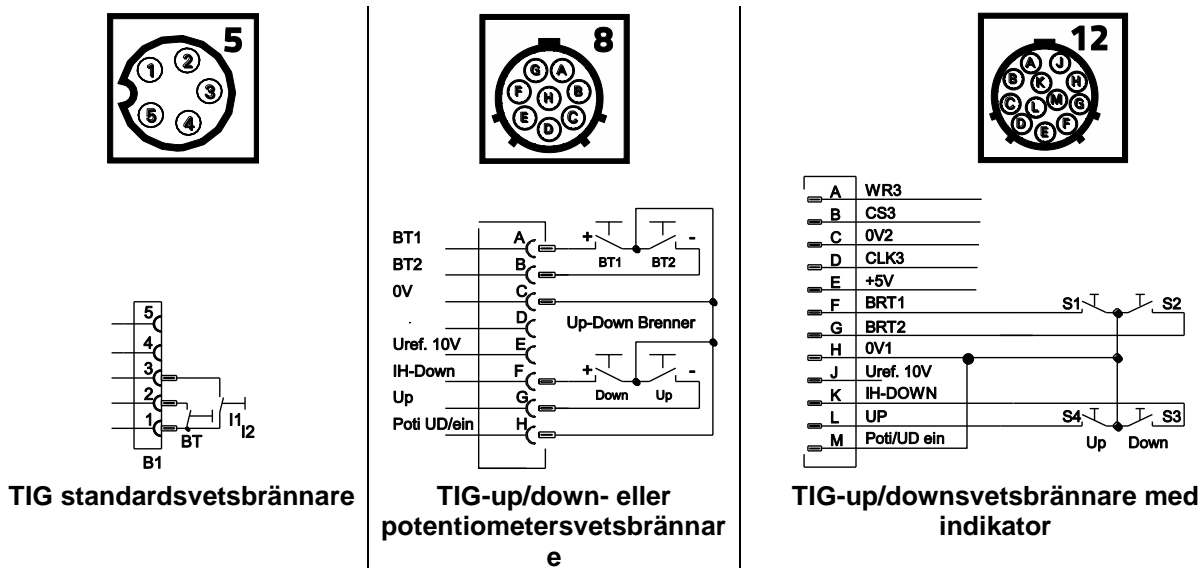 5
1
2
3
4
5
5
4
3
2
1
BT
I1
I2
B1
TIG standardsvetsbrännare
8
G A
F H B
E D C
BT1 A + -
BT1 BT2
BT2 B
0V C
. D Up-Down Brenner
Uref. 10V E
IH-Down F + -
Down Up
Up G
Poti UD/ein H
TIG-up/down- eller
potentiometersvetsbrännar
e
12
A J
B K H
C L M G
D E F
A WR3
B CS3
C 0V2
D CLK3
E +5V
F BRT1 S1 S2
G BRT2
H 0V1
J Uref. 10V
K IH-DOWN
L UP S4 S3
M Poti/UD ein Up Down
TIG-up/downsvetsbrännare med
indikator